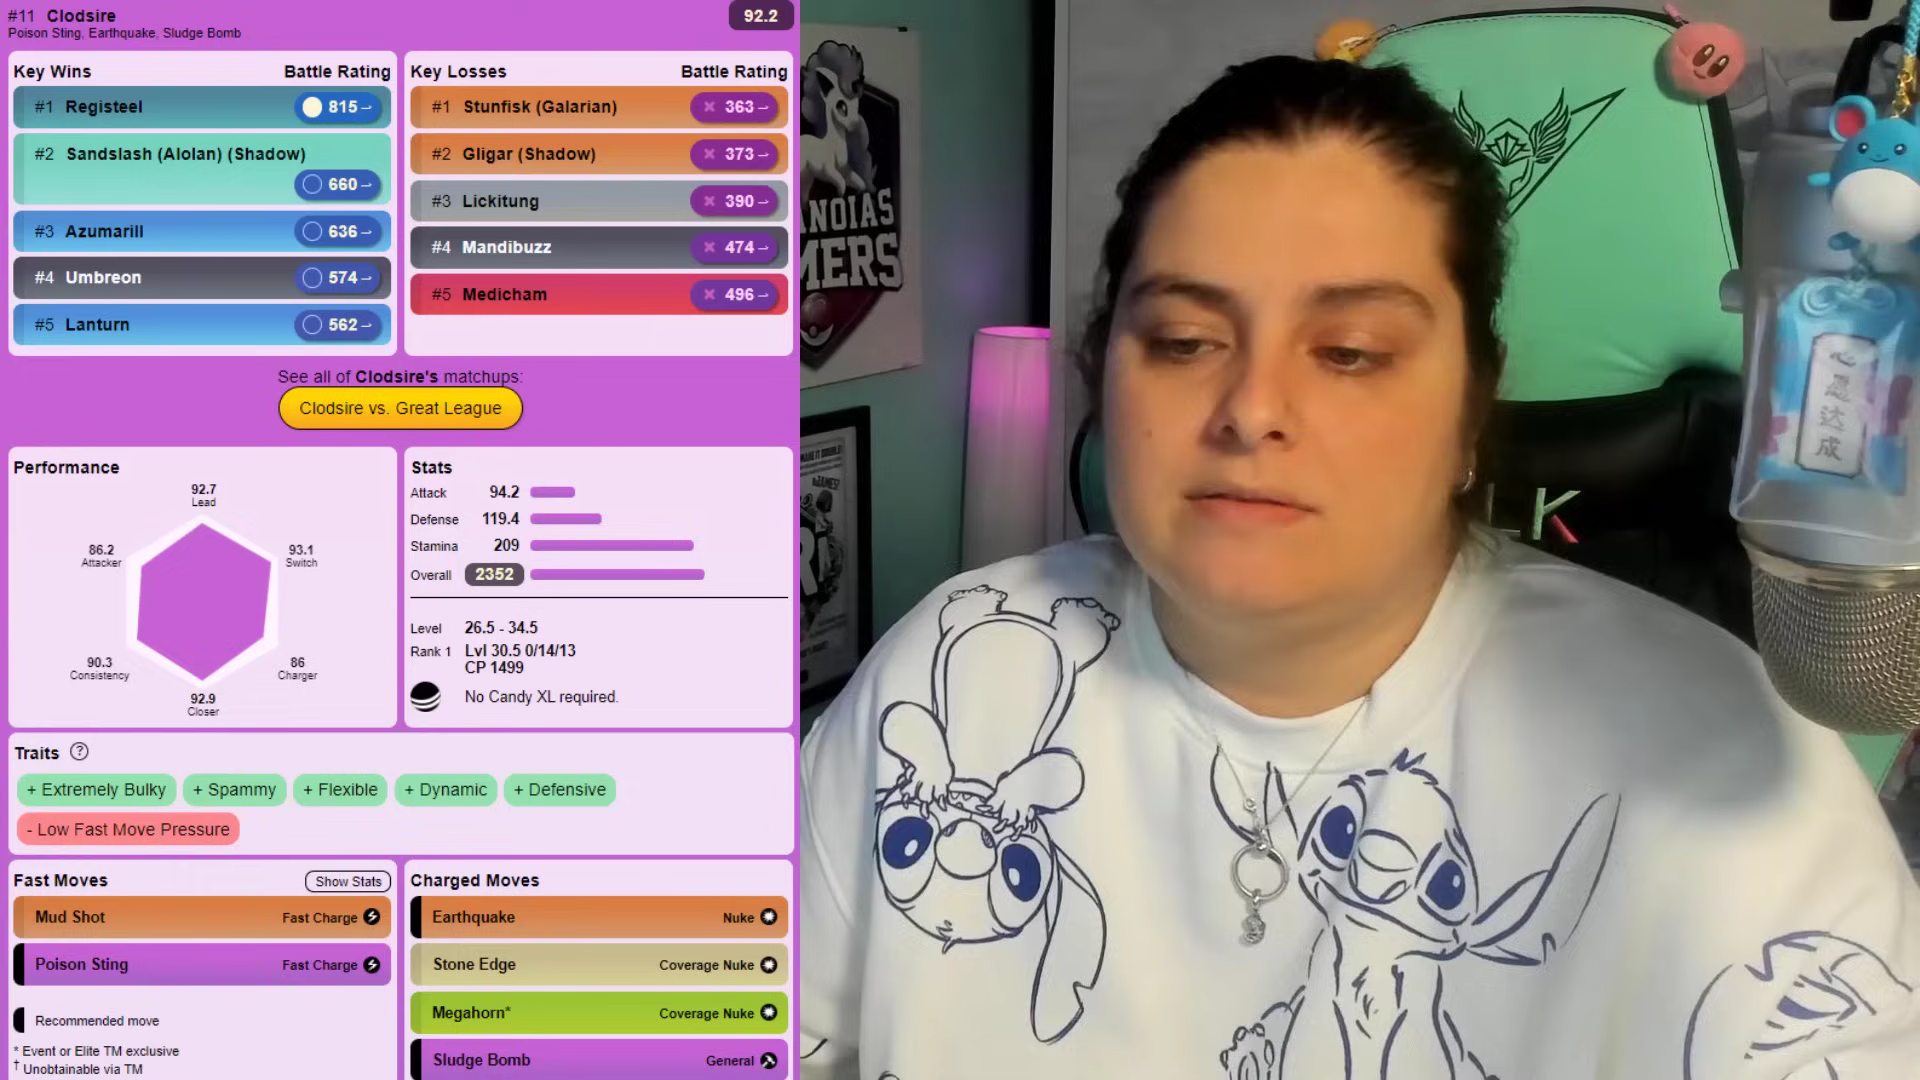 #11 Clodsire
92.2
Poison Sting, Earthquake, Sludge Bomb
Key Wins Battle Rating
#1 Registeel 815
#2 Sandslash (Alolan) (Shadow)
660
#3 Azumarill 636
#4 Umbreon 574
#5 Lanturn 562
Key Losses Battle Rating
#1 Stunfisk (Galarian) 363
#2 Gligar (Shadow) 373
#3 Lickitung 390
#4 Mandibuzz 474
#5 Medicham 496
See all of Clodsire's matchups:
Clodsire vs. Great League
Performance
92.7
Lead
86.2
Attacker
93.1
Switch
90.3
Consistency
86
Charger
92.9
Closer
Stats
Attack 94.2
Defense 119.4
Stamina 209
Overall 2352
Level 26.5 - 34.5
Rank 1 Lvl 30.5 0/14/13
CP 1499
No Candy XL required.
Traits ?
+ Extremely Bulky + Spammy + Flexible + Dynamic + Defensive
- Low Fast Move Pressure
Fast Moves Show Stats
Mud Shot Fast Charge
Poison Sting Fast Charge
Recommended move
* Event or Elite TM exclusive
† Unobtainable via TM
Charged Moves
Earthquake Nuke
Stone Edge Coverage Nuke
Megahorn* Coverage Nuke
Sludge Bomb General
NOIAS
MERS
心
愿
达
成
K